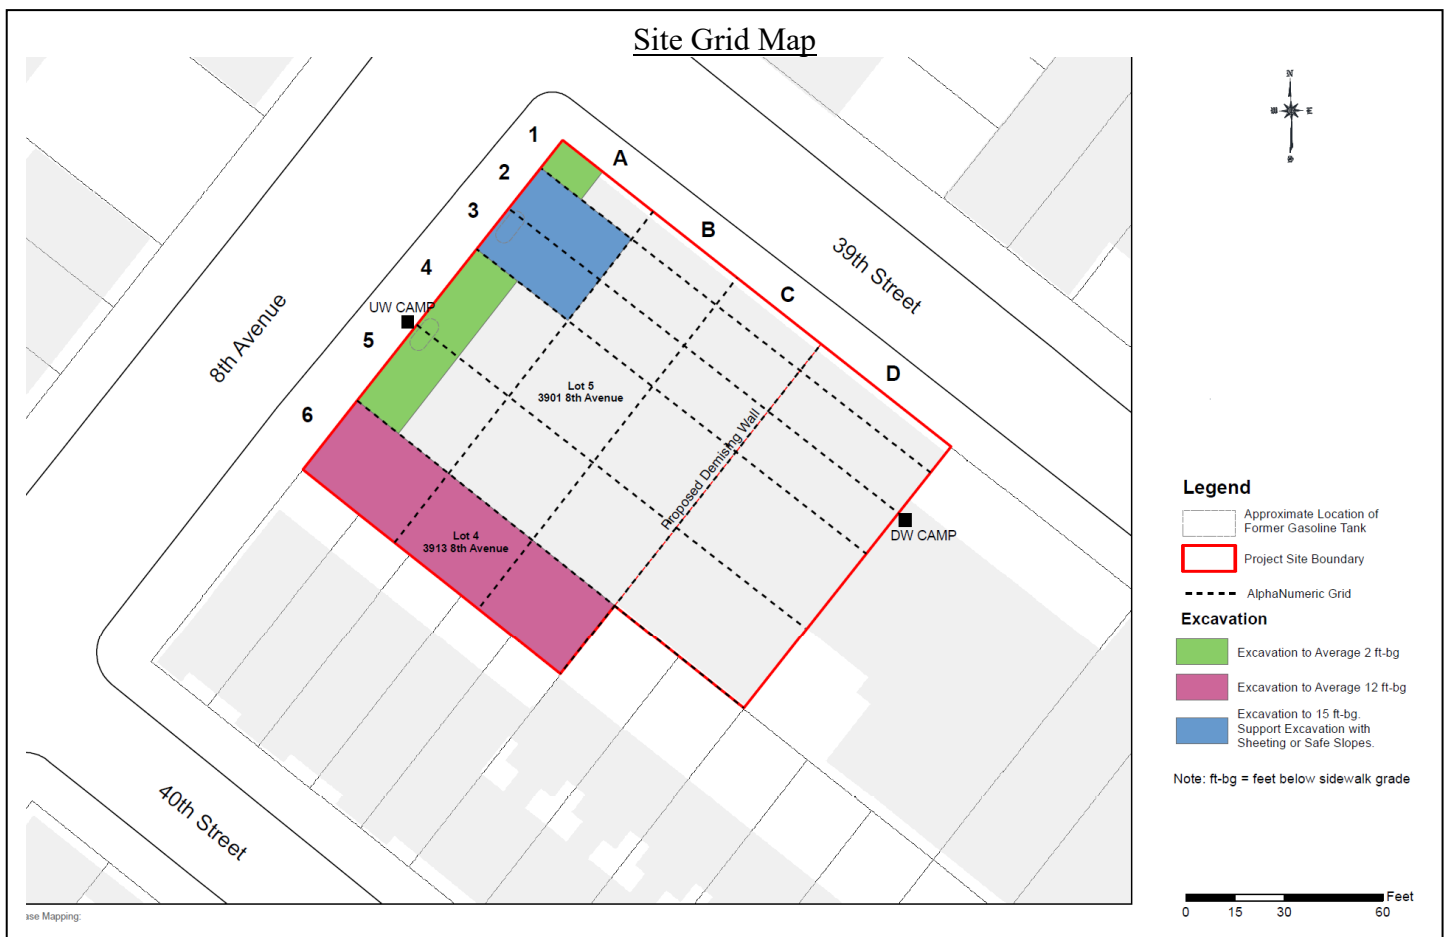 Site Grid Map
N
1
A
2
3
B
4
39th Street
C
UW CAMP
8th Avenue
5
D
Lot 5
3901 8th Avenue
6
Proposed Demising Wall
Lot 4
3913 8th Avenue
DW CAMP
40th Street
Legend
Approximate Location of
Former Gasoline Tank
Project Site Boundary
AlphaNumeric Grid
Excavation
Excavation to Average 2 ft-bg
Excavation to Average 12 ft-bg
Excavation to 15 ft-bg.
Support Excavation with
Sheeting or Safe Slopes.
Note: ft-bg = feet below sidewalk grade
Feet
0 15 30 60
ase Mapping: